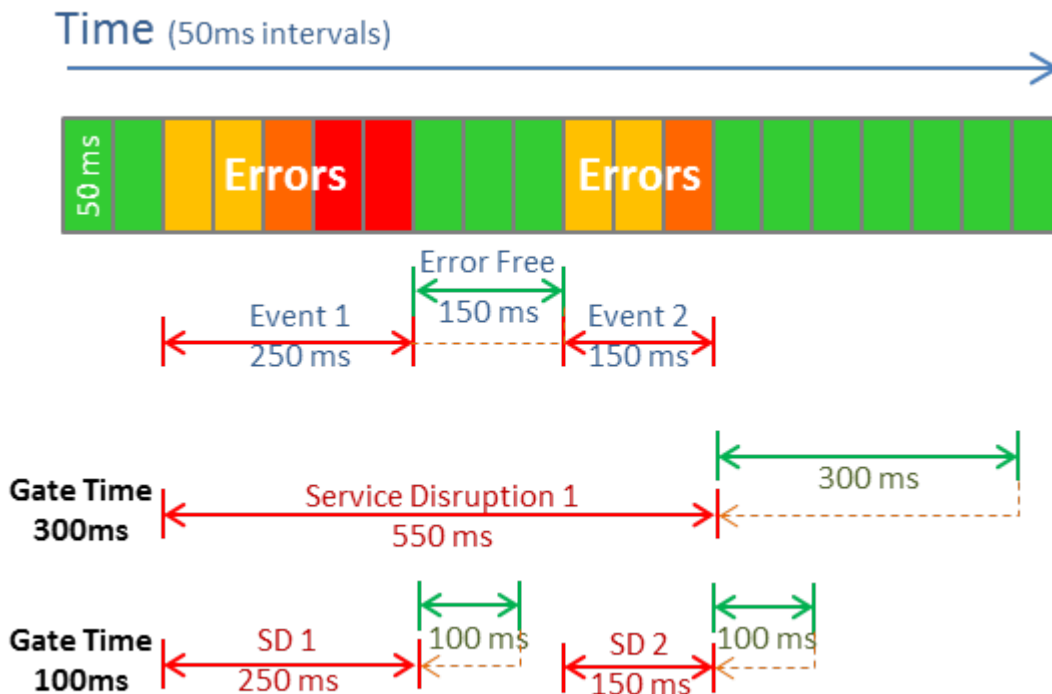 Time (50ms intervals)
50 ms
Errors
Errors
Error Free
150 ms
Event 1
250 ms
Event 2
150 ms
300 ms
Gate Time
300ms
Service Disruption 1
550 ms
Gate Time
100ms
SD 1
250 ms
100 ms
SD 2
150 ms
100 ms